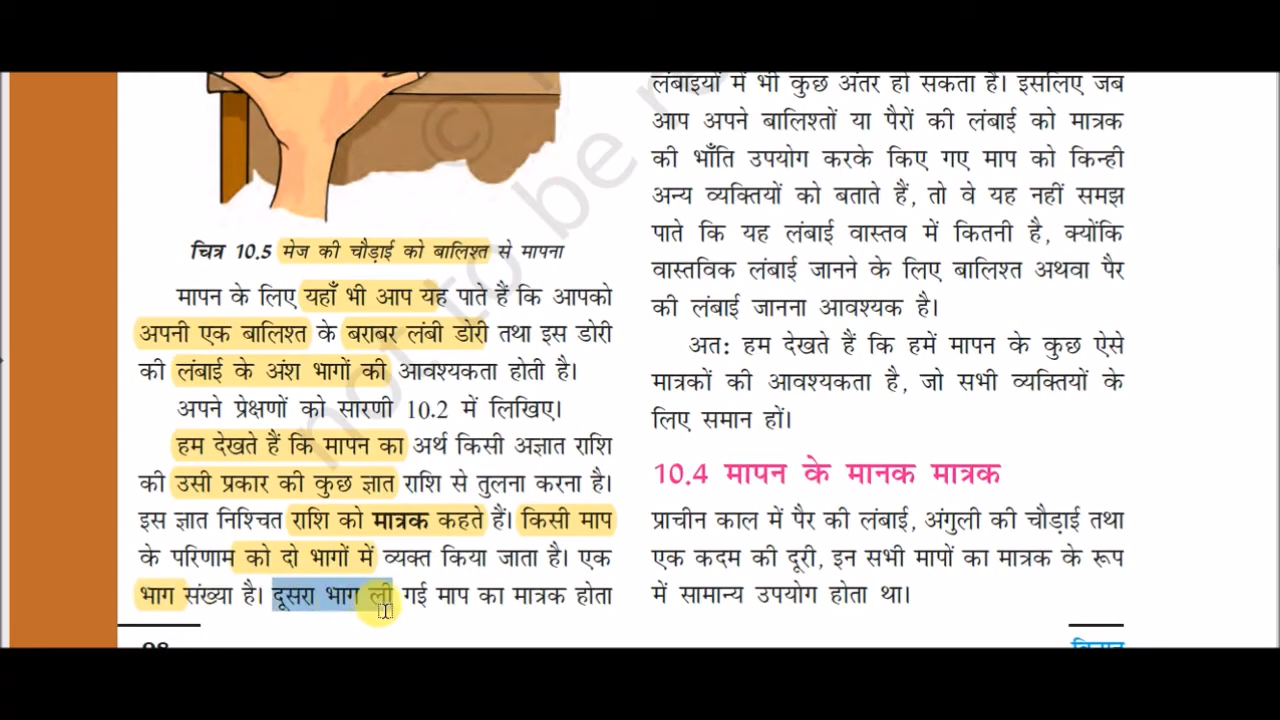 चित्र 10.5 मेज की चौड़ाई को बालिश्त से मापना
मापन के लिए यहाँ भी आप यह पाते हैं कि आपको
अपनी एक बालिश्त के बराबर लंबी डोरी तथा इस डोरी
की लंबाई के अंश भागों की आवश्यकता होती है।
अपने प्रेक्षणों को सारणी 10.2 में लिखिए।
हम देखते हैं कि मापन का अर्थ किसी अज्ञात राशि
की उसी प्रकार की कुछ ज्ञात राशि से तुलना करना है।
इस ज्ञात निश्चित राशि को मात्रक कहते हैं। किसी माप
के परिणाम को दो भागों में व्यक्त किया जाता है। एक
भाग संख्या है। दूसरा भाग ली गई माप का मात्रक होता
लंबाइयों में भी कुछ अंतर हो सकता है। इसलिए जब
आप अपने बालिश्तों या पैरों की लंबाई को मात्रक
की भाँति उपयोग करके किए गए माप को किन्ही
अन्य व्यक्तियों को बताते हैं, तो वे यह नहीं समझ
पाते कि यह लंबाई वास्तव में कितनी है, क्योंकि
वास्तविक लंबाई जानने के लिए बालिश्त अथवा पैर
की लंबाई जानना आवश्यक है।
अत: हम देखते हैं कि हमें मापन के कुछ ऐसे
मात्रकों की आवश्यकता है, जो सभी व्यक्तियों के
लिए समान हों।
10.4 मापन के मानक मात्रक
प्राचीन काल में पैर की लंबाई, अंगुली की चौड़ाई तथा
एक कदम की दूरी, इन सभी मापों का मात्रक के रूप
में सामान्य उपयोग होता था।
© not to be r